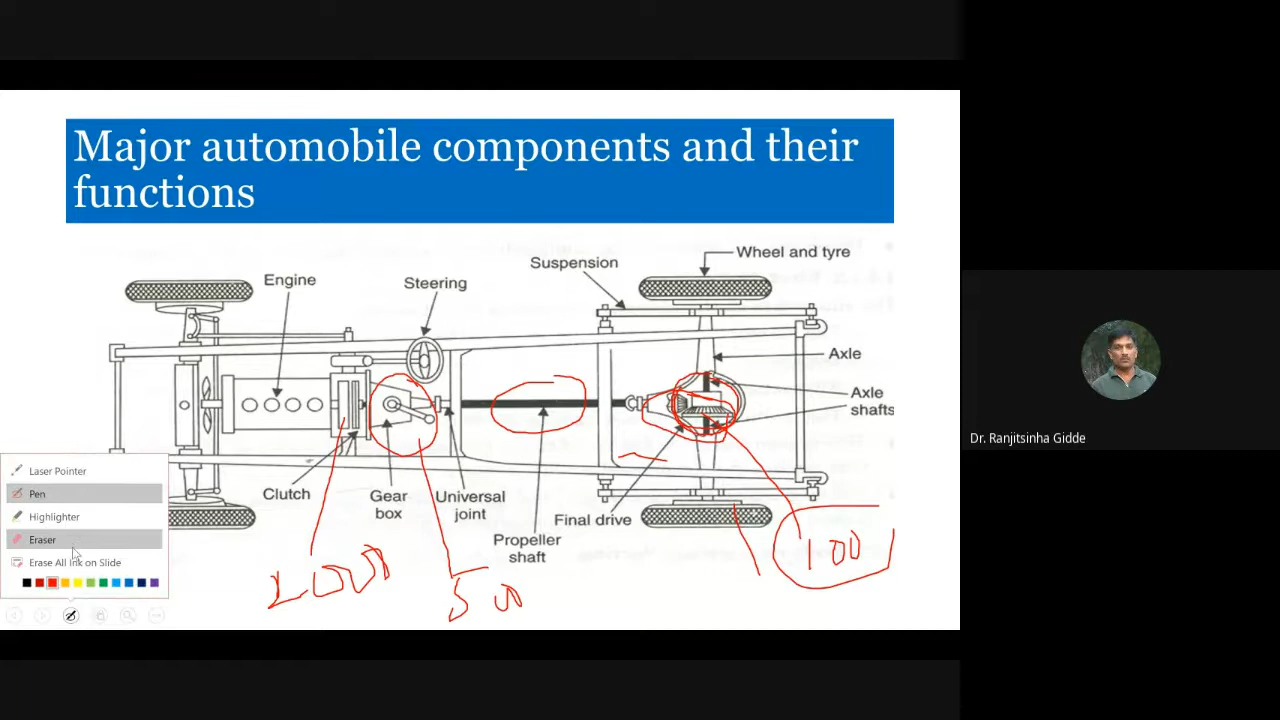 Major automobile components and their
functions
Wheel and tyre
Suspension
Engine
Steering
Axle
Axle
shafts
Dr. Ranjitsinha Gidde
Laser Pointer
Pen
Highlighter
Eraser
Erase All Ink on Slide
Clutch
Gear
box
Universal
joint
Final drive
Propeller
shaft
100